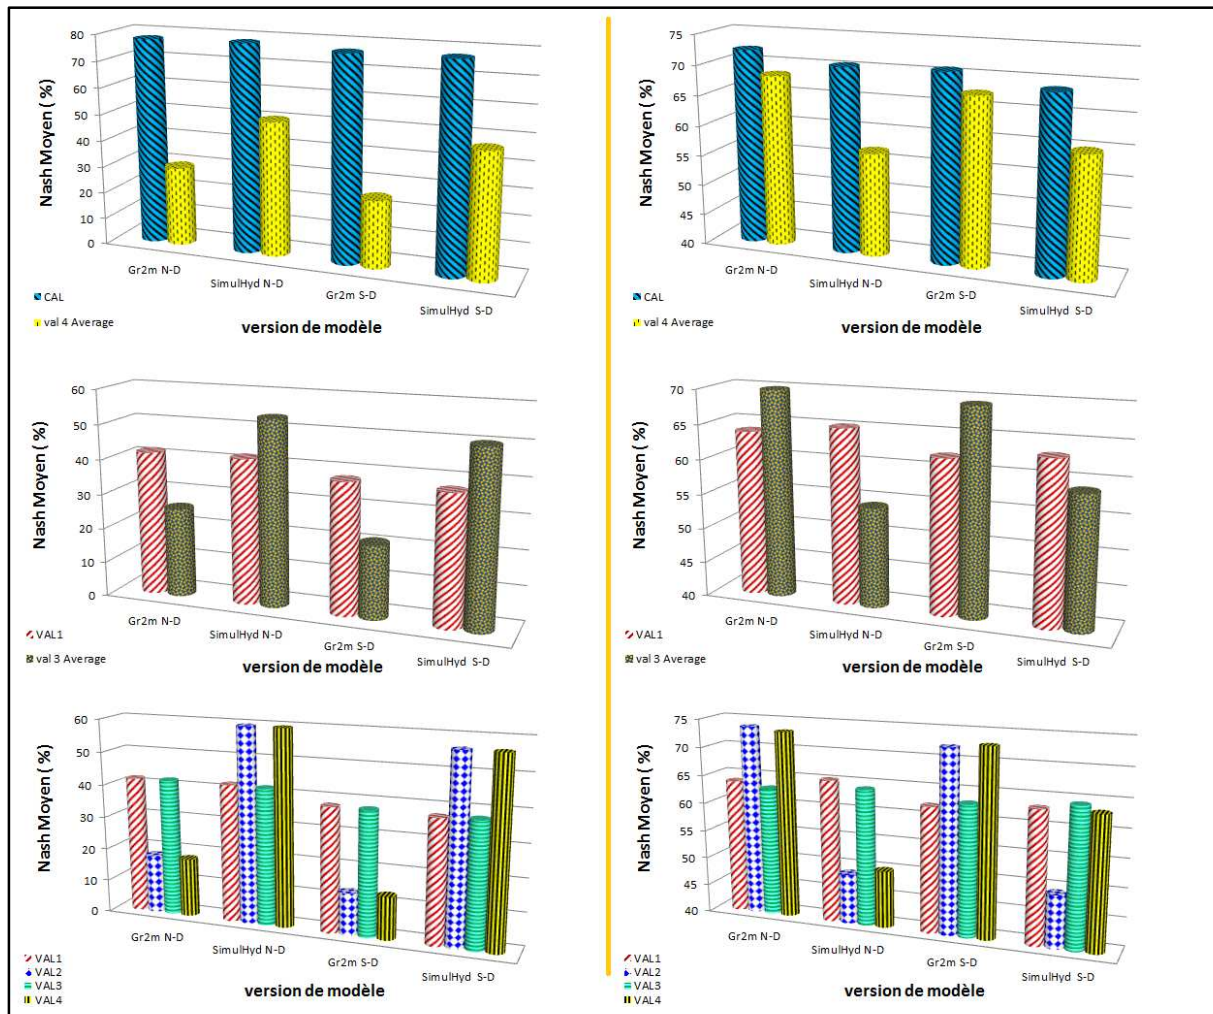 80
70
60
50
40
30
20
10
0
Nash Moyen ( %)
Gr2m N-D
SimulHyd N-D
Gr2m S-D
SimulHyd S-D
CAL
val 4 Average
version de modèle
75
70
65
60
55
50
45
40
Nash Moyen ( %)
Gr2m N-D
SimulHyd N-D
Gr2m S-D
SimulHyd S-D
CAL
val 4 Average
version de modèle
60
50
40
30
20
10
0
Nash Moyen ( %)
Gr2m N-D
SimulHyd N-D
Gr2m S-D
SimulHyd S-D
VAL1
val 3 Average
version de modèle
70
65
60
55
50
45
40
Nash Moyen ( %)
Gr2m N-D
SimulHyd N-D
Gr2m S-D
SimulHyd S-D
VAL1
val 3 Average
version de modèle
60
50
40
30
20
10
0
Nash Moyen ( %)
Gr2m N-D
SimulHyd N-D
Gr2m S-D
SimulHyd S-D
VAL1
VAL2
VAL3
VAL4
version de modèle
75
70
65
60
55
50
45
40
Nash Moyen ( %)
Gr2m N-D
SimulHyd N-D
Gr2m S-D
SimulHyd S-D
VAL1
VAL2
VAL3
VAL4
version de modèle